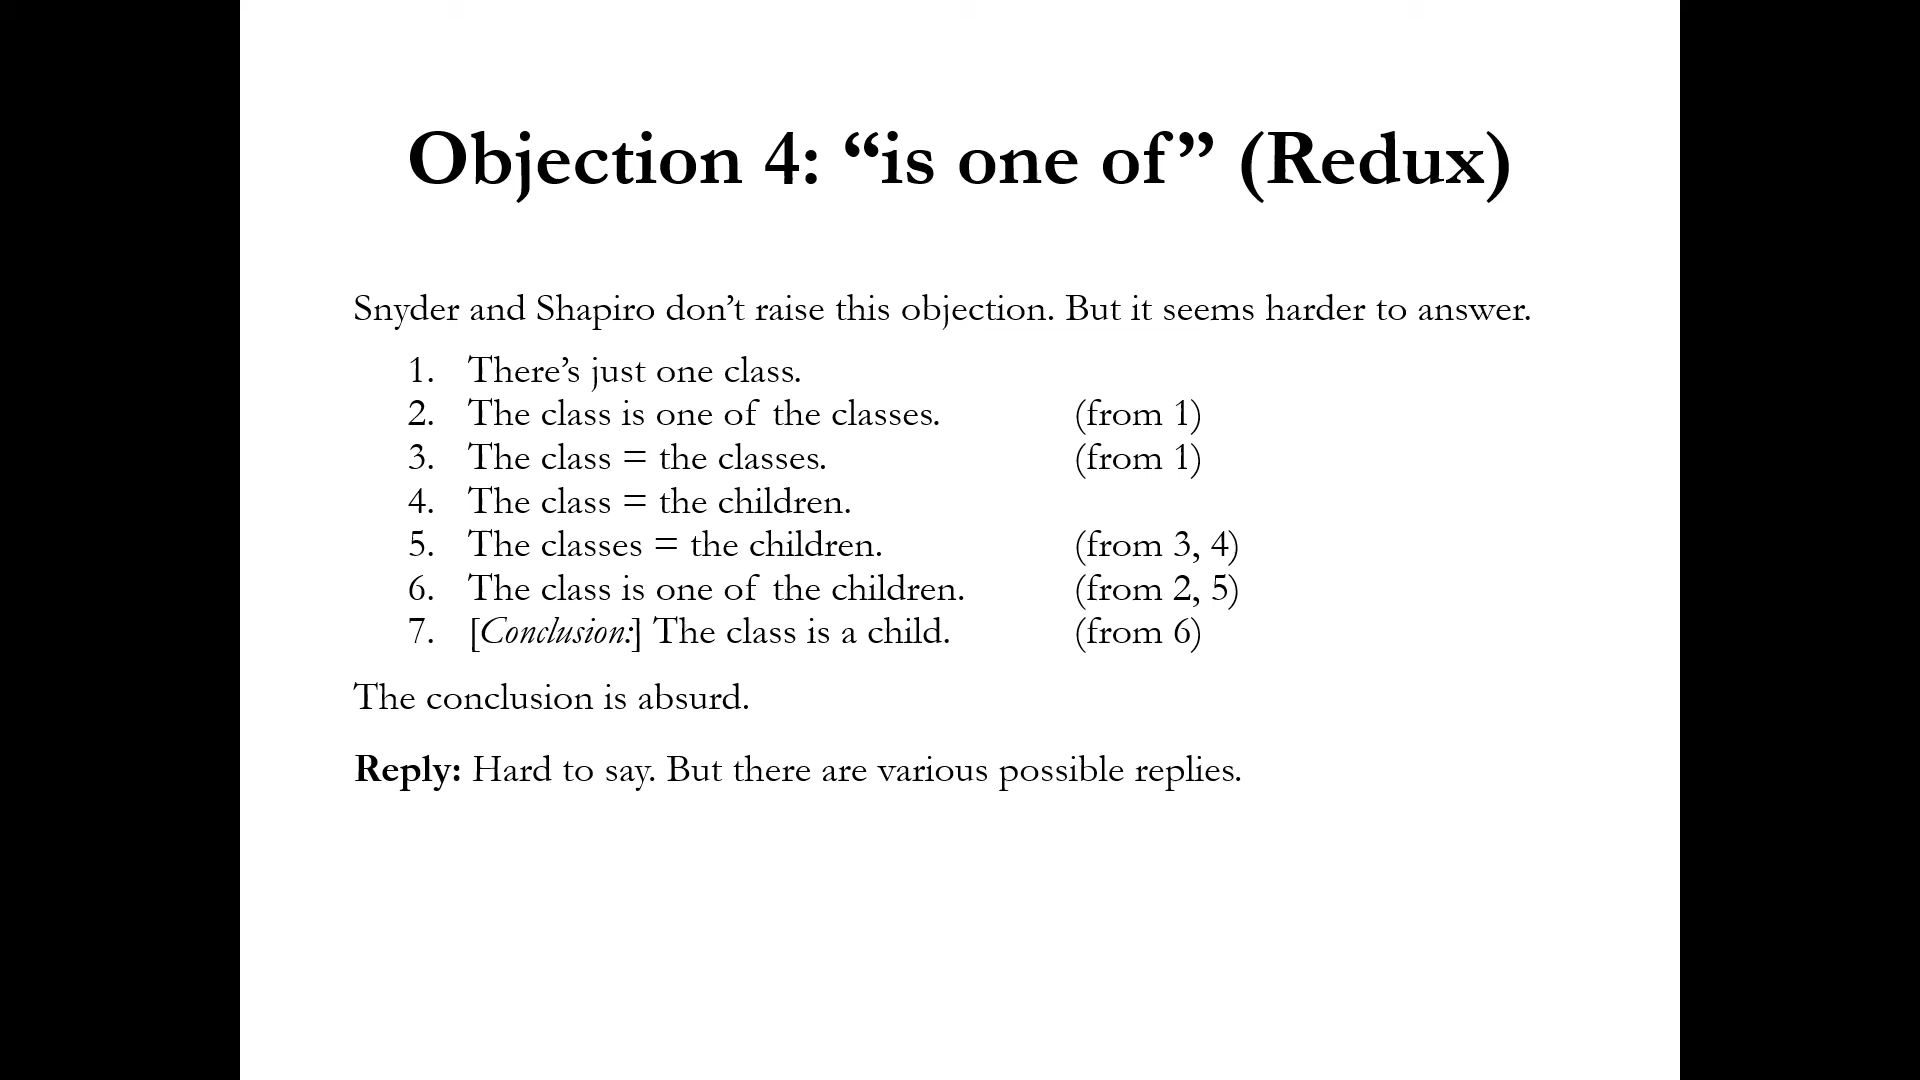 Objection 4: “is one of” (Redux)
Snyder and Shapiro don’t raise this objection. But it seems harder to answer.
1. There’s just one class.
2. The class is one of the classes. (from 1)
3. The class = the classes. (from 1)
4. The class = the children.
5. The classes = the children. (from 3, 4)
6. The class is one of the children. (from 2, 5)
7. [Conclusion:] The class is a child. (from 6)
The conclusion is absurd.
Reply: Hard to say. But there are various possible replies.